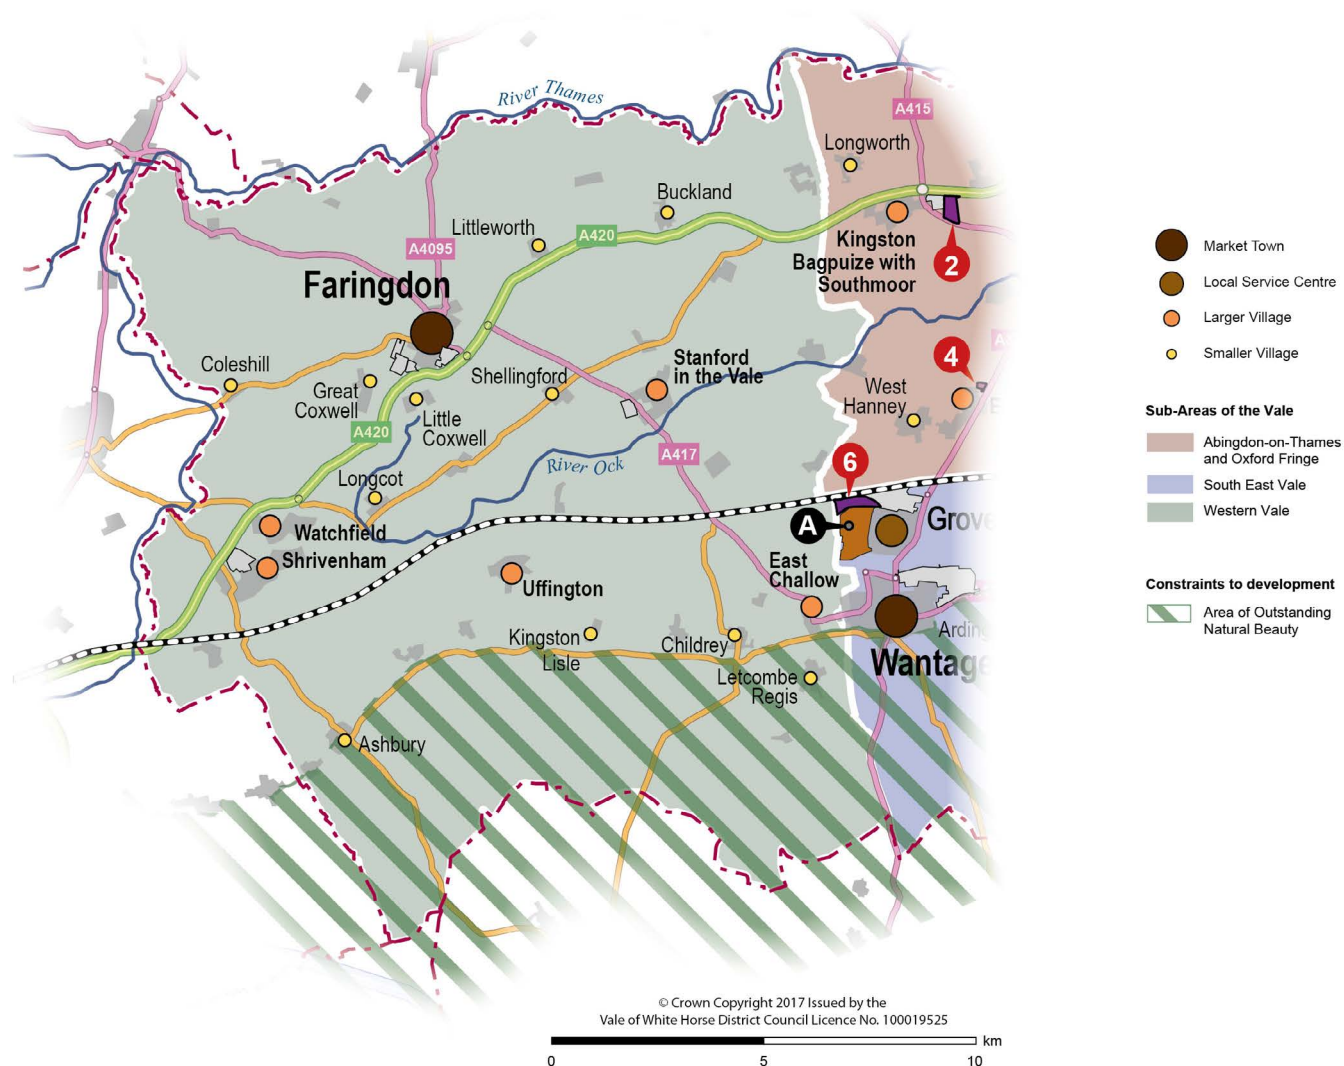 River Thames
A415
Longworth
Buckland
Littleworth
A420
A4095
Kingston
Bagpuize with
Southmoor
2
Faringdon
4
Coleshill
Great
Coxwell
Shellingford
Stanford
in the Vale
West
Hanney
Little
Coxwell
A420
A417
River Ock
6
Longcot
A
Grove
Watchfield
Shrivenham
East
Challow
Uffington
Kingston
Lisle
Childrey
Letcombe
Regis
Wantage
Ashbury
Market Town
Local Service Centre
Larger Village
Smaller Village
Sub-Areas of the Vale
Abingdon-on-Thames
and Oxford Fringe
South East Vale
Western Vale
Constraints to development
Area of Outstanding
Natural Beauty
© Crown Copyright 2017 Issued by the
Vale of White Horse District Council Licence No. 100019525
km
0
5
10